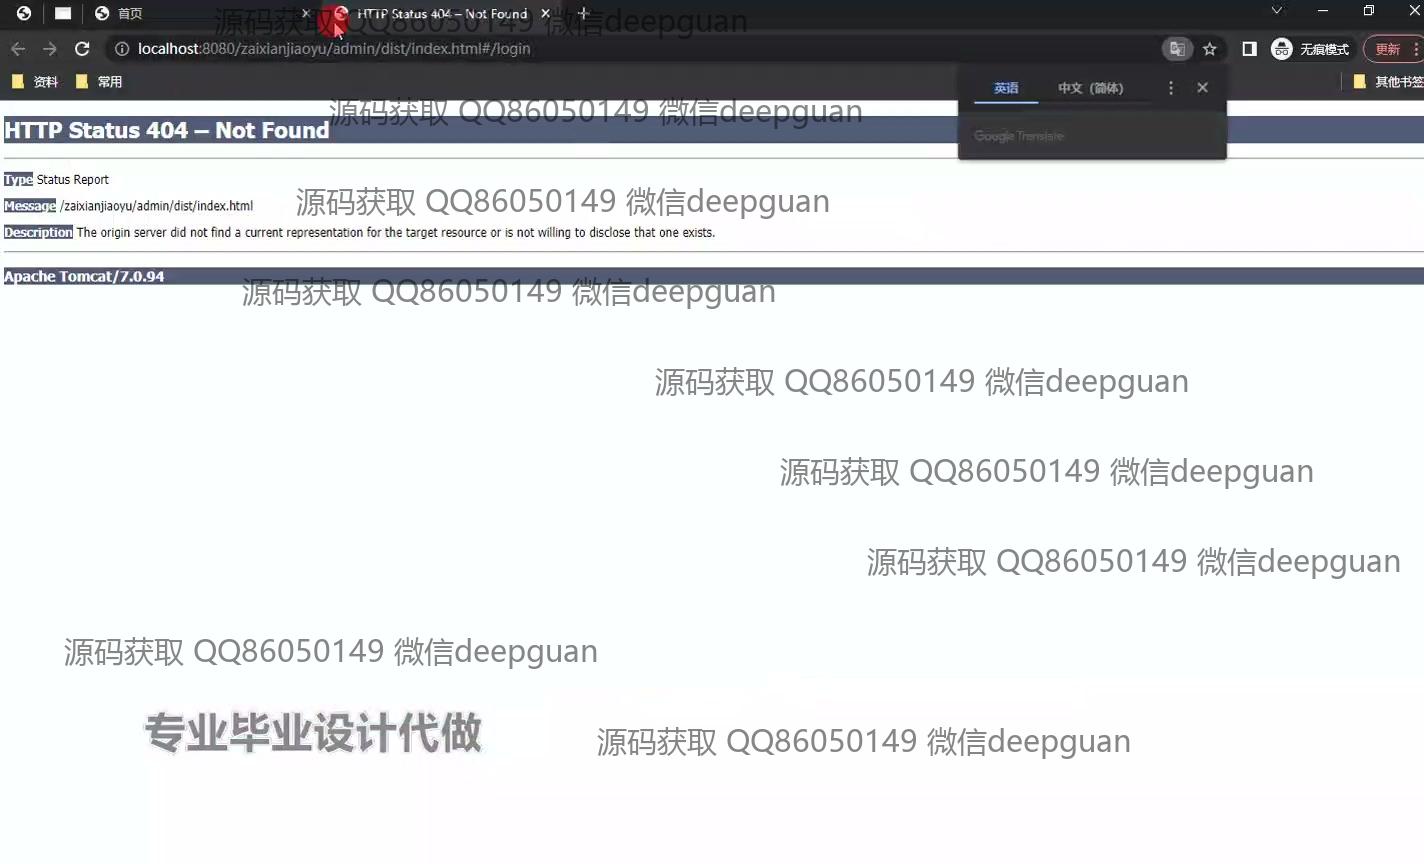 首页
HTTP Status 404 – Not Found
源码获取 QQ86050149 微信deepguan
localhost:8080/zaixianjiaoyu/admin/dist/index.html#/login
无痕模式
更新
资料
常用
其他书签
英语
中文（简体）
Google Translate
源码获取 QQ86050149 微信deepguan
HTTP Status 404 – Not Found
Type Status Report
Message /zaixianjiaoyu/admin/dist/index.html
源码获取 QQ86050149 微信deepguan
Description The origin server did not find a current representation for the target resource or is not willing to disclose that one exists.
Apache Tomcat/7.0.94
源码获取 QQ86050149 微信deepguan
源码获取 QQ86050149 微信deepguan
源码获取 QQ86050149 微信deepguan
源码获取 QQ86050149 微信deepguan
源码获取 QQ86050149 微信deepguan
专业毕业设计代做
源码获取 QQ86050149 微信deepguan